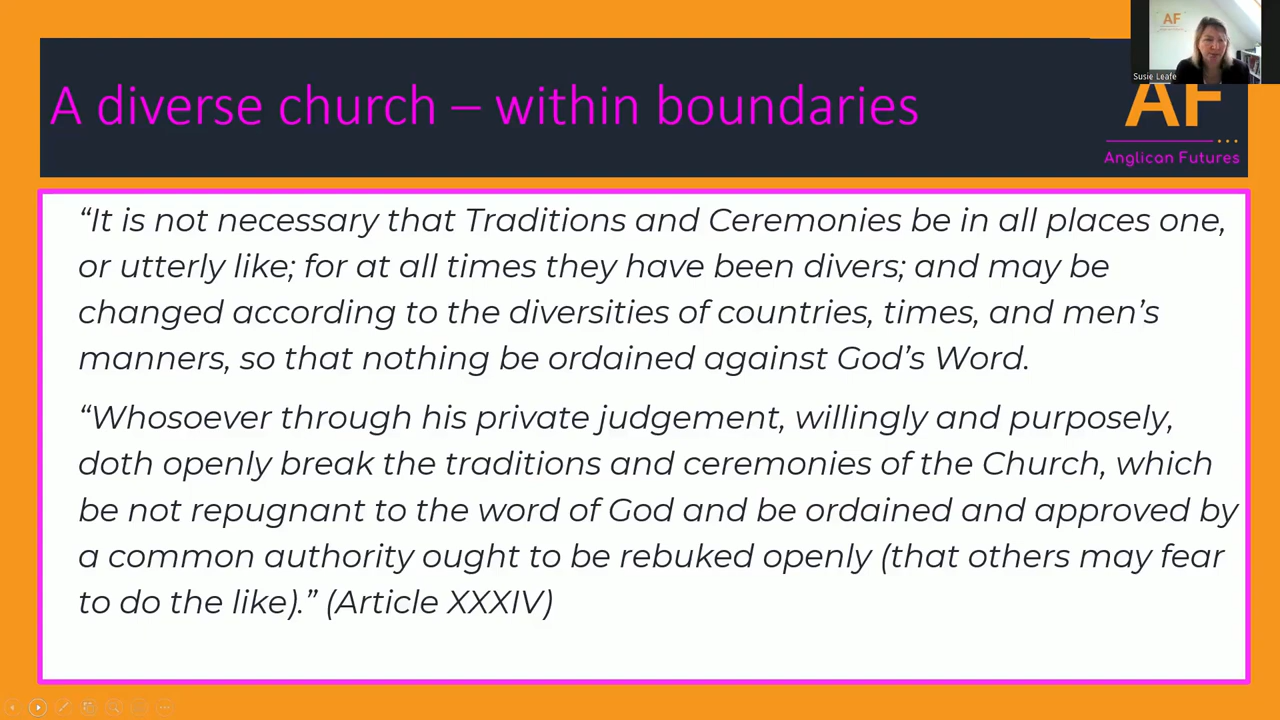 AF
Susie Leafe
A diverse church – within boundaries
AF
Anglican Futures
“It is not necessary that Traditions and Ceremonies be in all places one,
or utterly like; for at all times they have been divers; and may be
changed according to the diversities of countries, times, and men’s
manners, so that nothing be ordained against God’s Word.
“Whosoever through his private judgement, willingly and purposely,
doth openly break the traditions and ceremonies of the Church, which
be not repugnant to the word of God and be ordained and approved by
a common authority ought to be rebuked openly (that others may fear
to do the like).” (Article XXXIV)